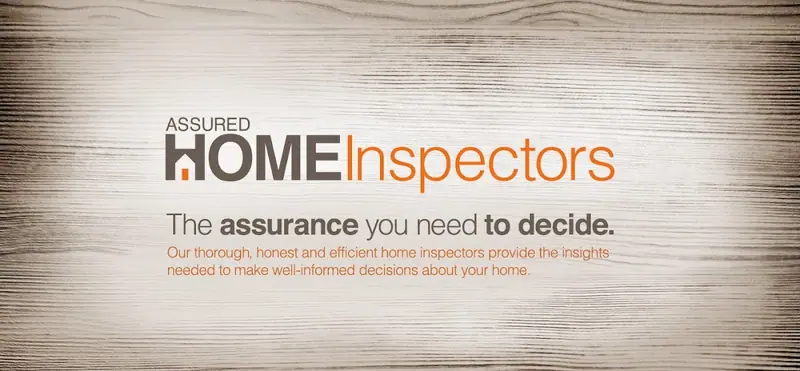 ASSURED
HOMEInspectors
The assurance you need to decide.
Our thorough, honest and efficient home inspectors provide the insights
needed to make well-informed decisions about your home.